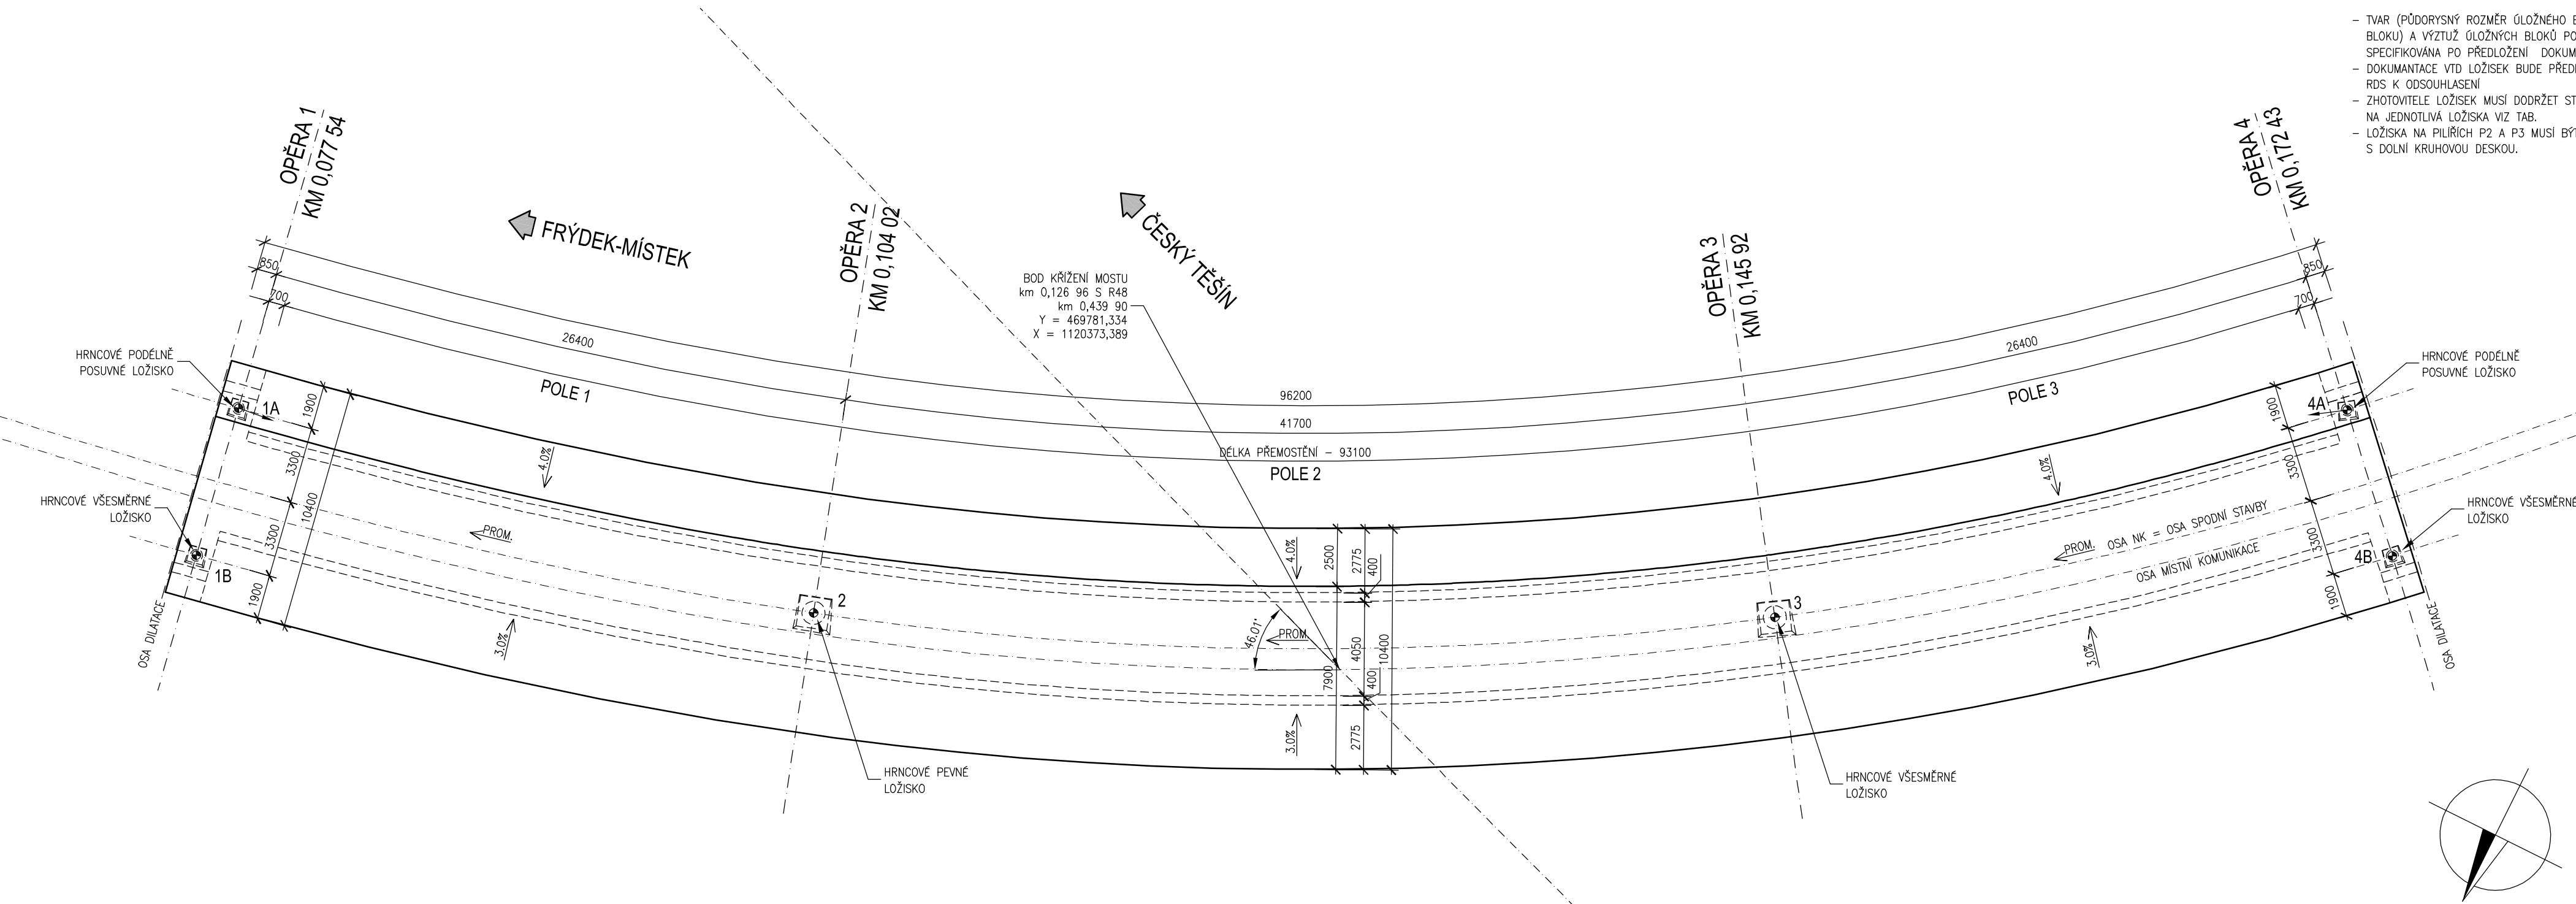 – TVAR (PŮDORYSNÝ ROZMĚR ÚLOŽNÉHO
BLOKU) A VÝZTUŽ ÚLOŽNÝCH BLOKŮ
SPECIFIKOVÁNA PO PŘEDLOŽENÍ
– DOKUMANTACE VTD LOŽISEK BUDE
RDS K ODSOUHLASENÍ
– ZHOTOVITELE LOŽISEK MUSÍ DODRŽET
NA JEDNOTLIVÁ LOŽISKA VIZ TAB.
– LOŽISKA NA PILÍŘÍCH P2 A P3 MUSÍ
S DOLNÍ KRUHOVOU DESKOU.
OPĚRA 1
KM 0,077 54
OPĚRA 2
KM 0,104 02
OPĚRA 3
KM 0,145 92
OPĚRA 4
KM 0,172 43
FRÝDEK-MÍSTEK
ČESKÝ TĚŠÍN
BOD KŘÍŽENÍ MOSTU
km 0,126 96 S R48
km 0,439 90
Y = 469781,334
X = 1120373,389
850
700
26400
96200
41700
DÉLKA PŘEMOSTĚNÍ – 93100
26400
850
700
POLE 1
POLE 2
POLE 3
HRNCOVÉ PODÉLNĚ
POSUVNÉ LOŽISKO
1A
HRNCOVÉ VŠESMĚRNÉ
LOŽISKO
1B
1900
3300
3300
1900
10400
OSA DILATACE
4.0%
PROM.
3.0%
2
HRNCOVÉ PEVNÉ
LOŽISKO
4.0%
2500
2775
400
46.01°
PROM.
7900
4050
10400
400
3.0%
2775
3
HRNCOVÉ VŠESMĚRNÉ
LOŽISKO
4.0%
PROM.
OSA NK = OSA SPODNÍ STAVBY
OSA MÍSTNÍ KOMUNIKACE
3.0%
HRNCOVÉ PODÉLNĚ
POSUVNÉ LOŽISKO
4A
HRNCOVÉ VŠESMĚRNÉ
LOŽISKO
4B
1900
3300
3300
1900
OSA DILATACE